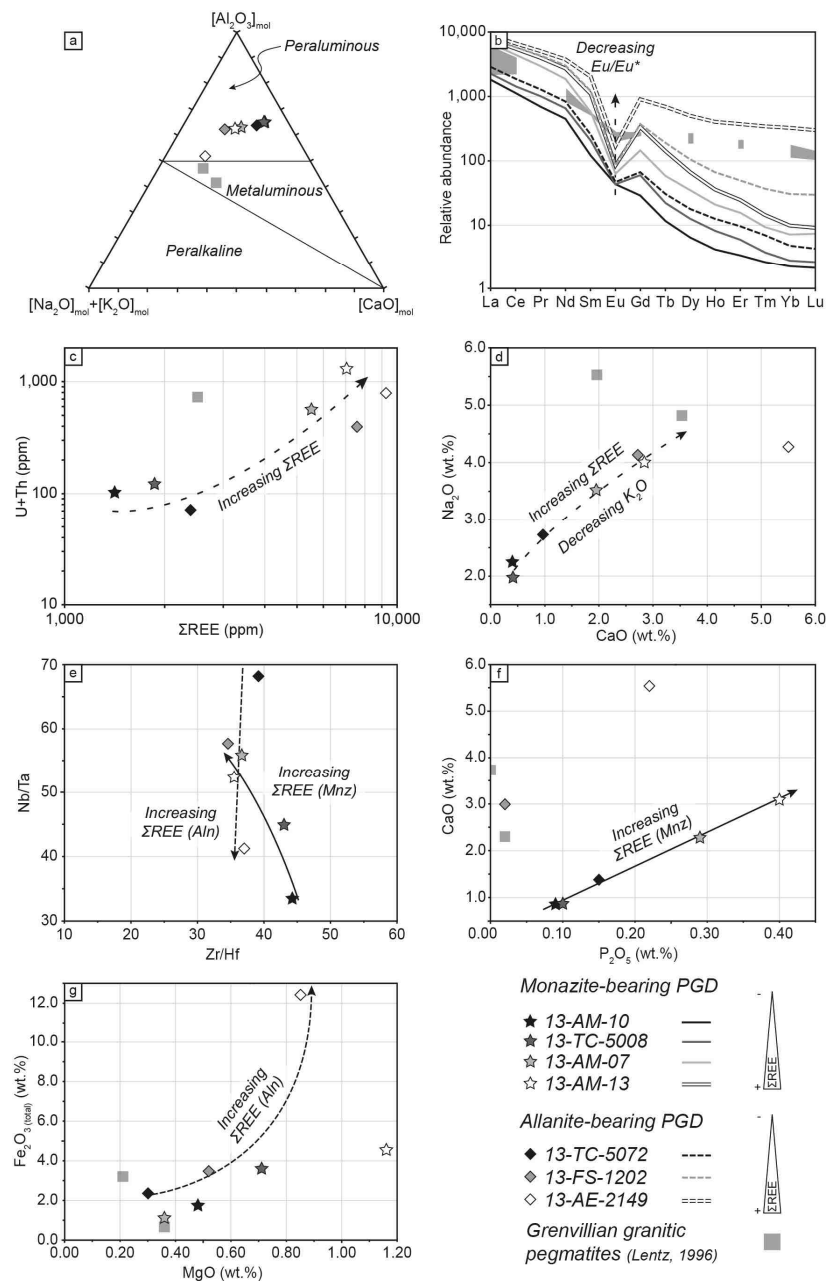 a
[Al₂O₃]mol
Peraluminous
Metaluminous
Peralkaline
[Na₂O]mol+[K₂O]mol
[CaO]mol
b
Decreasing
Eu/Eu*
Relative abundance
10,000
1,000
100
10
1
La Ce Pr Nd Sm Eu Gd Tb Dy Ho Er Tm Yb Lu
c
U+Th (ppm)
1,000
100
10
Increasing ΣREE
1,000
10,000
ΣREE (ppm)
d
Na₂O (wt.%)
6.0
5.0
4.0
3.0
2.0
Increasing ΣREE
Decreasing K₂O
0.0 1.0 2.0 3.0 4.0 5.0 6.0
CaO (wt.%)
e
Nb/Ta
70
60
50
40
30
Increasing
ΣREE (Mnz)
Increasing
ΣREE (Aln)
10 20 30 40 50 60
Zr/Hf
f
CaO (wt.%)
6.0
5.0
4.0
3.0
2.0
1.0
Increasing
ΣREE (Mnz)
0.00 0.10 0.20 0.30 0.40
P₂O₅ (wt.%)
g
Fe₂O₃ (total) (wt.%)
12.0
10.0
8.0
6.0
4.0
2.0
0.0
Increasing
ΣREE (Aln)
0.00 0.20 0.40 0.60 0.80 1.00 1.20
MgO (wt.%)
Monazite-bearing PGD
13-AM-10
13-TC-5008
13-AM-07
13-AM-13
-
ΣREE
+
Allanite-bearing PGD
13-TC-5072
13-FS-1202
13-AE-2149
-
ΣREE
+
Grenvillian granitic
pegmatites (Lentz, 1996)